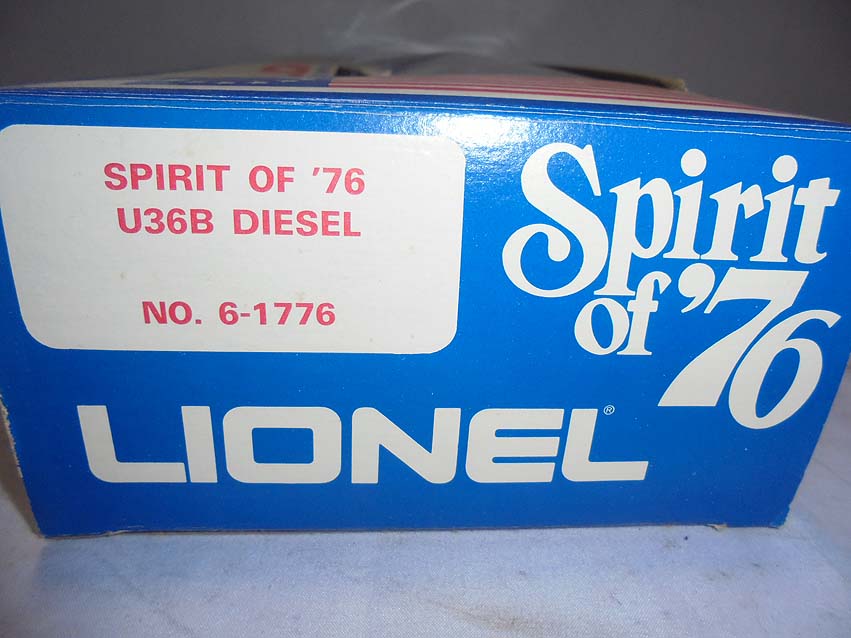 SPIRIT OF '76
U36B DIESEL
NO. 6-1776
Spirit
of '76
LIONEL®